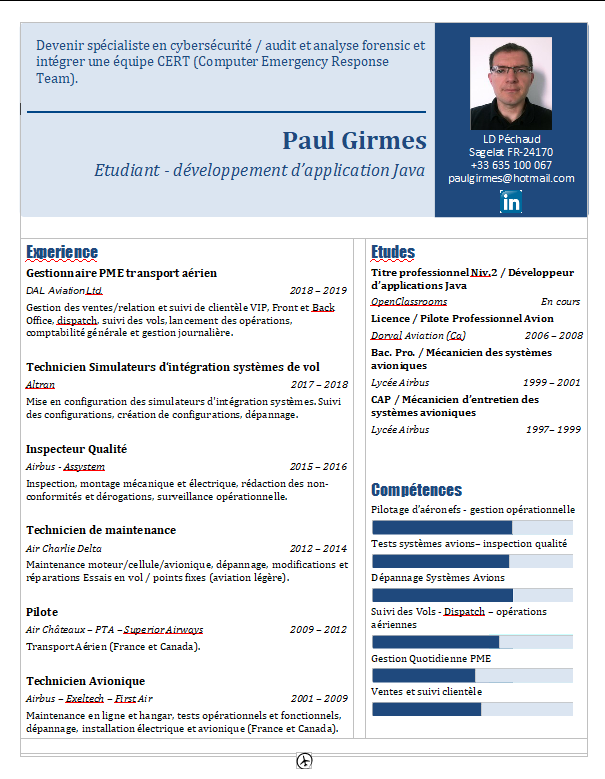 Devenir spécialiste en cybersécurité / audit et analyse forensic et
intégrer une équipe CERT (Computer Emergency Response
Team).
Paul Girmes
Etudiant - développement d'application Java
LD Péchaud
Sagelat FR-24170
+33 635 100 067
paulgirmes@hotmail.com
in
Experience
Gestionnaire PME transport aérien
DAL Aviation Ltd. 2018 – 2019
Gestion des ventes/relation et suivi de clientèle VIP, Front et Back
Office, dispatch, suivi des vols, lancement des opérations,
comptabilité générale et gestion journalière.
Technicien Simulateurs d'intégration systèmes de vol
Altran 2017 – 2018
Mise en configuration des simulateurs d'intégration systèmes. Suivi
des configurations, création de configurations, dépannage.
Inspecteur Qualité
Airbus - Assystem 2015 – 2016
Inspection, montage mécanique et électrique, rédaction des non-
conformités et dérogations, surveillance opérationnelle.
Technicien de maintenance
Air Charlie Delta 2012 – 2014
Maintenance moteur/cellule/avionique, dépannage, modifications et
réparations Essais en vol / points fixes (aviation légère).
Pilote
Air Châteaux – PTA – Superior Airways 2009 – 2012
Transport Aérien (France et Canada).
Technicien Avionique
Airbus – Exeltech – First Air 2001 – 2009
Maintenance en ligne et hangar, tests opérationnels et fonctionnels,
dépannage, installation électrique et avionique (France et Canada).
Etudes
Titre professionnel Niv.2 / Développeur
d'applications Java
OpenClassrooms En cours
Licence / Pilote Professionnel Avion
Dorval Aviation (Ca) 2006 – 2008
Bac. Pro. / Mécanicien des systèmes
avioniques
Lycée Airbus 1999 – 2001
CAP / Mécanicien d'entretien des
systèmes avioniques
Lycée Airbus 1997– 1999
Compétences
Pilotage d'aéronefs - gestion opérationnelle
Tests systèmes avions– inspection qualité
Dépannage Systèmes Avions
Suivi des Vols - Dispatch – opérations
aériennes
Gestion Quotidienne PME
Ventes et suivi clientèle